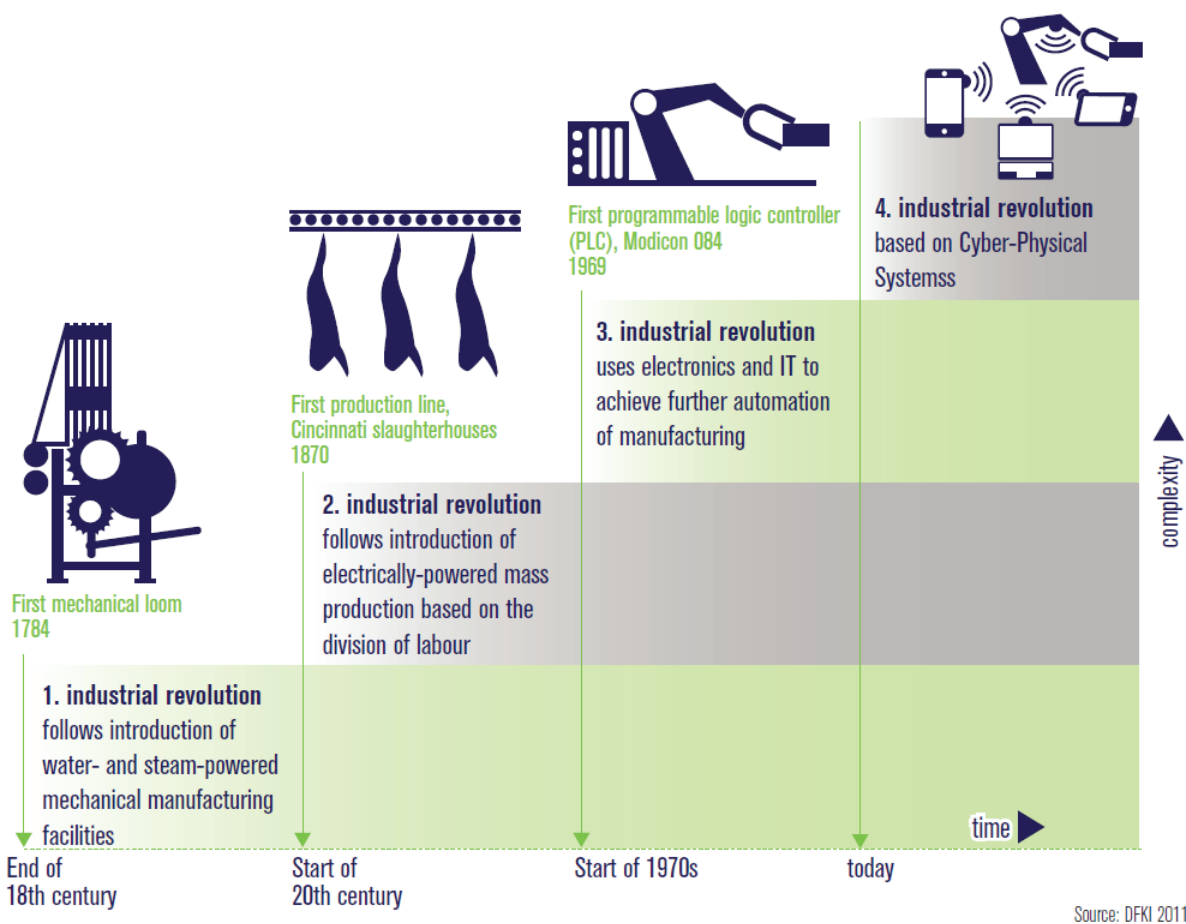 First mechanical loom
1784
First production line,
Cincinnati slaughterhouses
1870
First programmable logic controller
(PLC), Modicon 084
1969
4. industrial revolution
based on Cyber-Physical
Systemss
3. industrial revolution
uses electronics and IT to
achieve further automation
of manufacturing
2. industrial revolution
follows introduction of
electrically-powered mass
production based on the
division of labour
1. industrial revolution
follows introduction of
water- and steam-powered
mechanical manufacturing
facilities
complexity
time
End of
18th century
Start of
20th century
Start of 1970s
today
Source: DFKI 2011